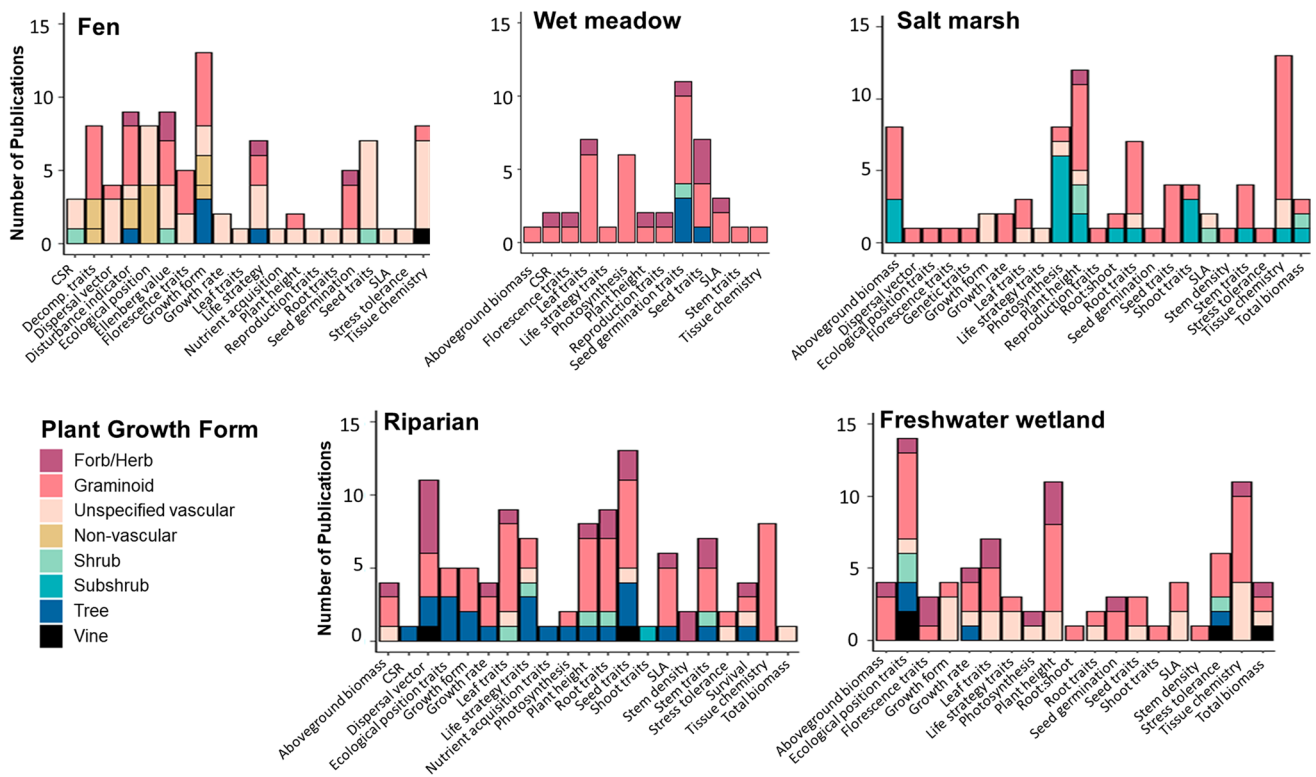 Fen
Number of Publications
15
10
5
0
CSR
Decomp. traits
Dispersal vector
Disturbance indicator
Ecological position
Ellenberg value
Florescence traits
Growth form
Growth rate
Leaf traits
Life strategy
Nutrient acquisition
Plant height
Reproduction traits
Root traits
Seed germination
Seed traits
SLA
Stress tolerance
Tissue chemistry
Wet meadow
15
10
5
0
Aboveground biomass
CSR
Florescence traits
Leaf traits
Life strategy traits
Photosynthesis
Plant height
Reproduction traits
Seed germination traits
Seed traits
SLA
Stem traits
Tissue chemistry
Salt marsh
15
10
5
0
Aboveground biomass
Dispersal vector
Ecological position traits
Florescence traits
Genetic traits
Growth form
Growth rate
Leaf traits
Life strategy traits
Photosynthesis
Plant height
Reproduction traits
Root:shoot
Root traits
Seed germination
Seed traits
Shoot traits
SLA
Stem density
Stem traits
Stress tolerance
Tissue chemistry
Total biomass
Plant Growth Form
Forb/Herb
Graminoid
Unspecified vascular
Non-vascular
Shrub
Subshrub
Tree
Vine
Riparian
Number of Publications
15
10
5
0
Aboveground biomass
CSR
Dispersal vector
Ecological position traits
Growth form
Growth rate
Leaf traits
Life strategy traits
Nutrient acquisition traits
Photosynthesis
Plant height
Root traits
Seed traits
Shoot traits
SLA
Stem density
Stem traits
Stress tolerance
Survival
Tissue chemistry
Total biomass
Freshwater wetland
15
10
5
0
Aboveground biomass
Ecological position traits
Florescence traits
Growth form
Growth rate
Leaf traits
Life strategy traits
Photosynthesis
Plant height
Root:shoot
Root traits
Seed germination
Seed traits
Shoot traits
SLA
Stem density
Stress tolerance
Tissue chemistry
Total biomass